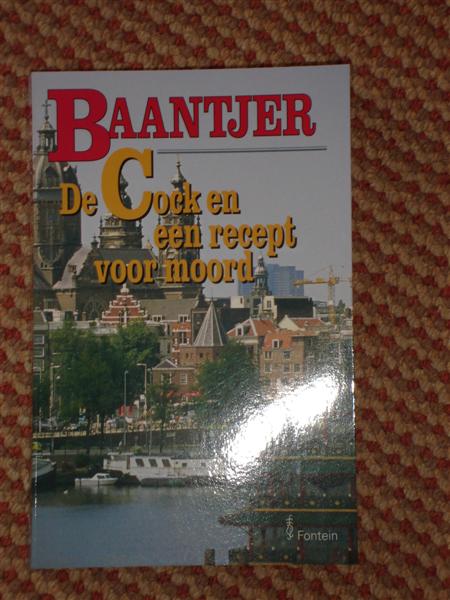 BAANTJER
De Cock en
een recept
voor moord
Fontein